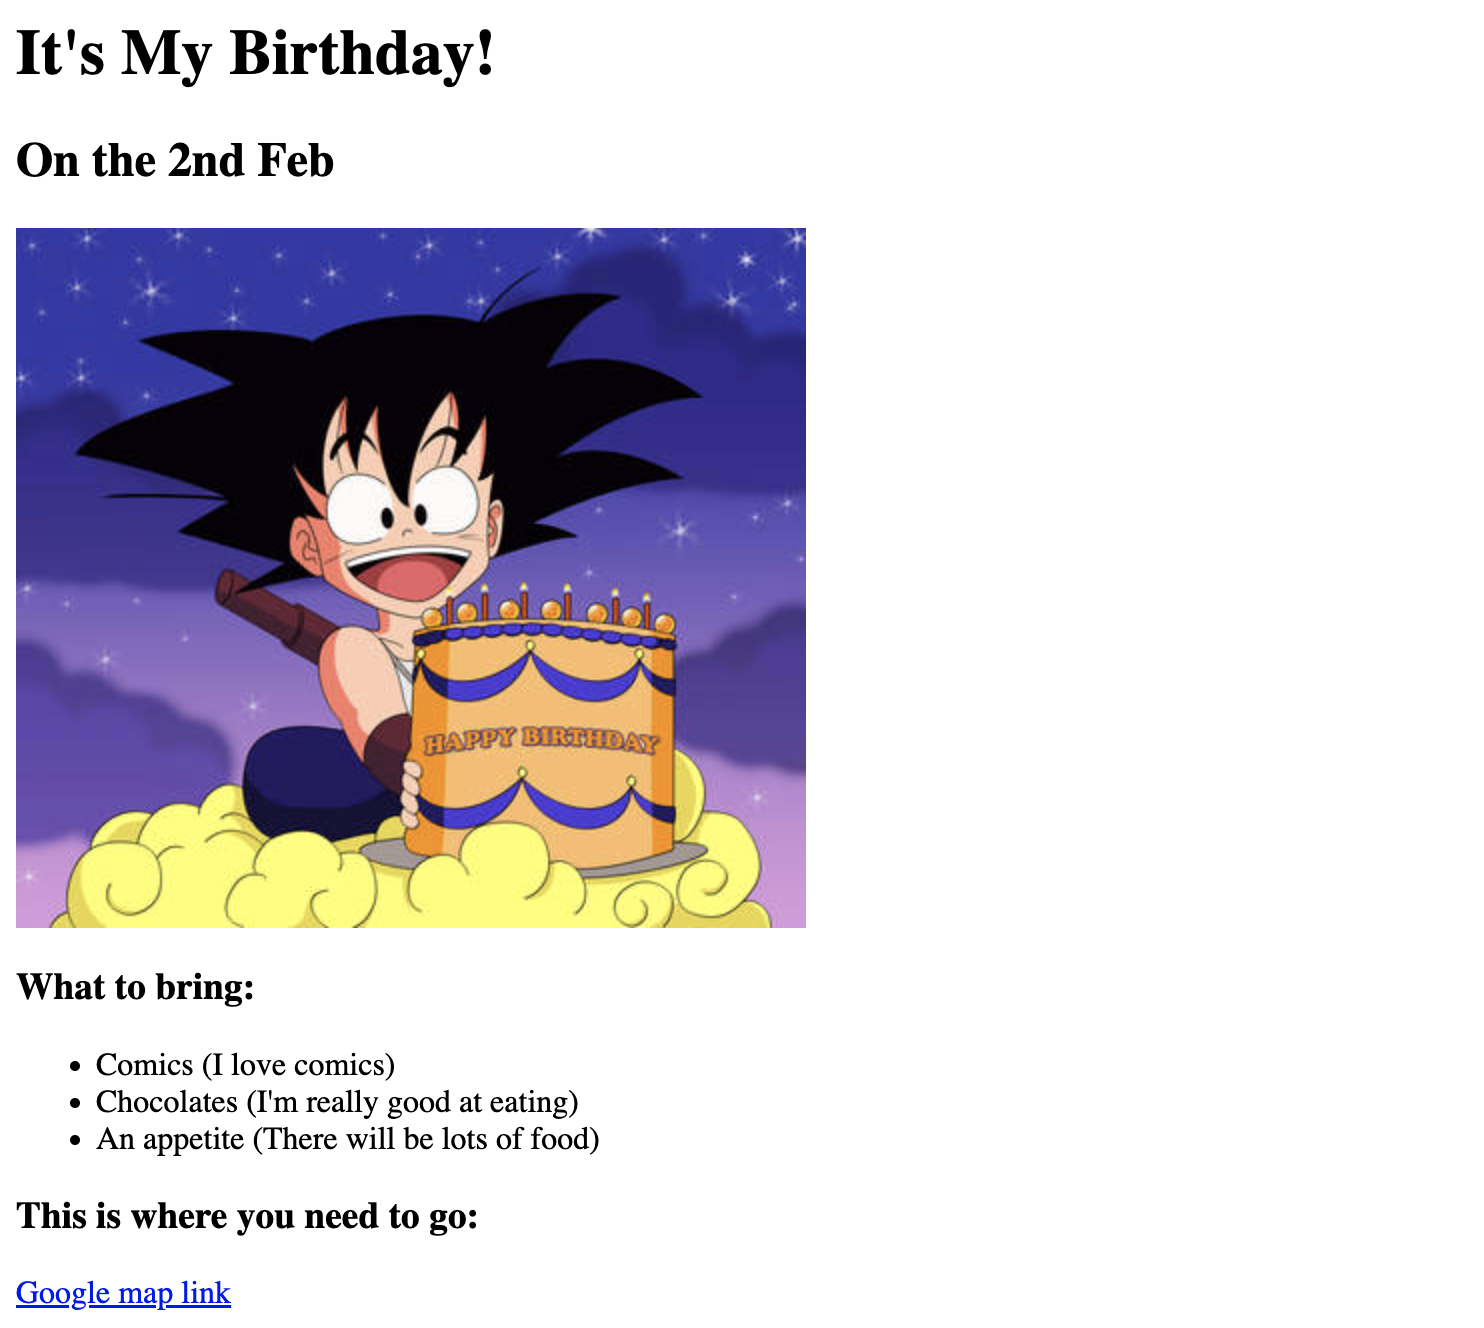 It's My Birthday!
On the 2nd Feb
HAPPY BIRTHDAY
What to bring:
Comics (I love comics)
Chocolates (I'm really good at eating)
An appetite (There will be lots of food)
This is where you need to go:
Google map link